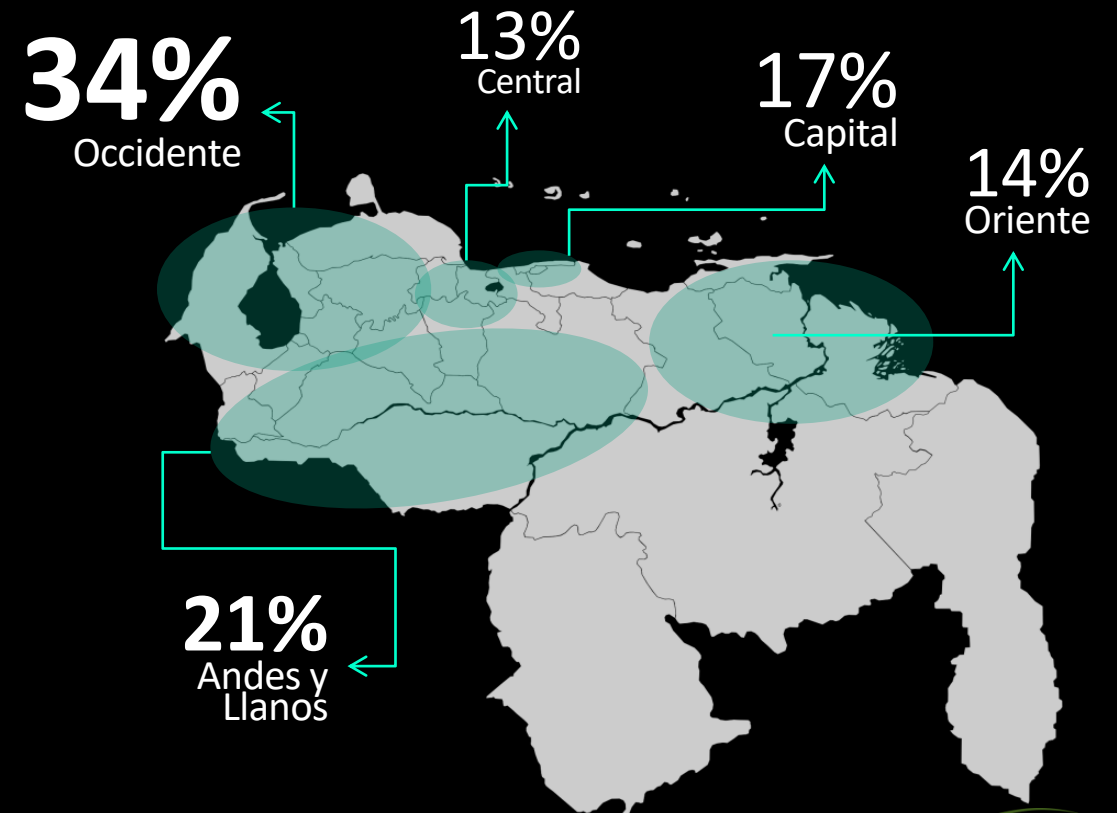 34%
Occidente
13%
Central
17%
Capital
14%
Oriente
21%
Andes y
Llanos